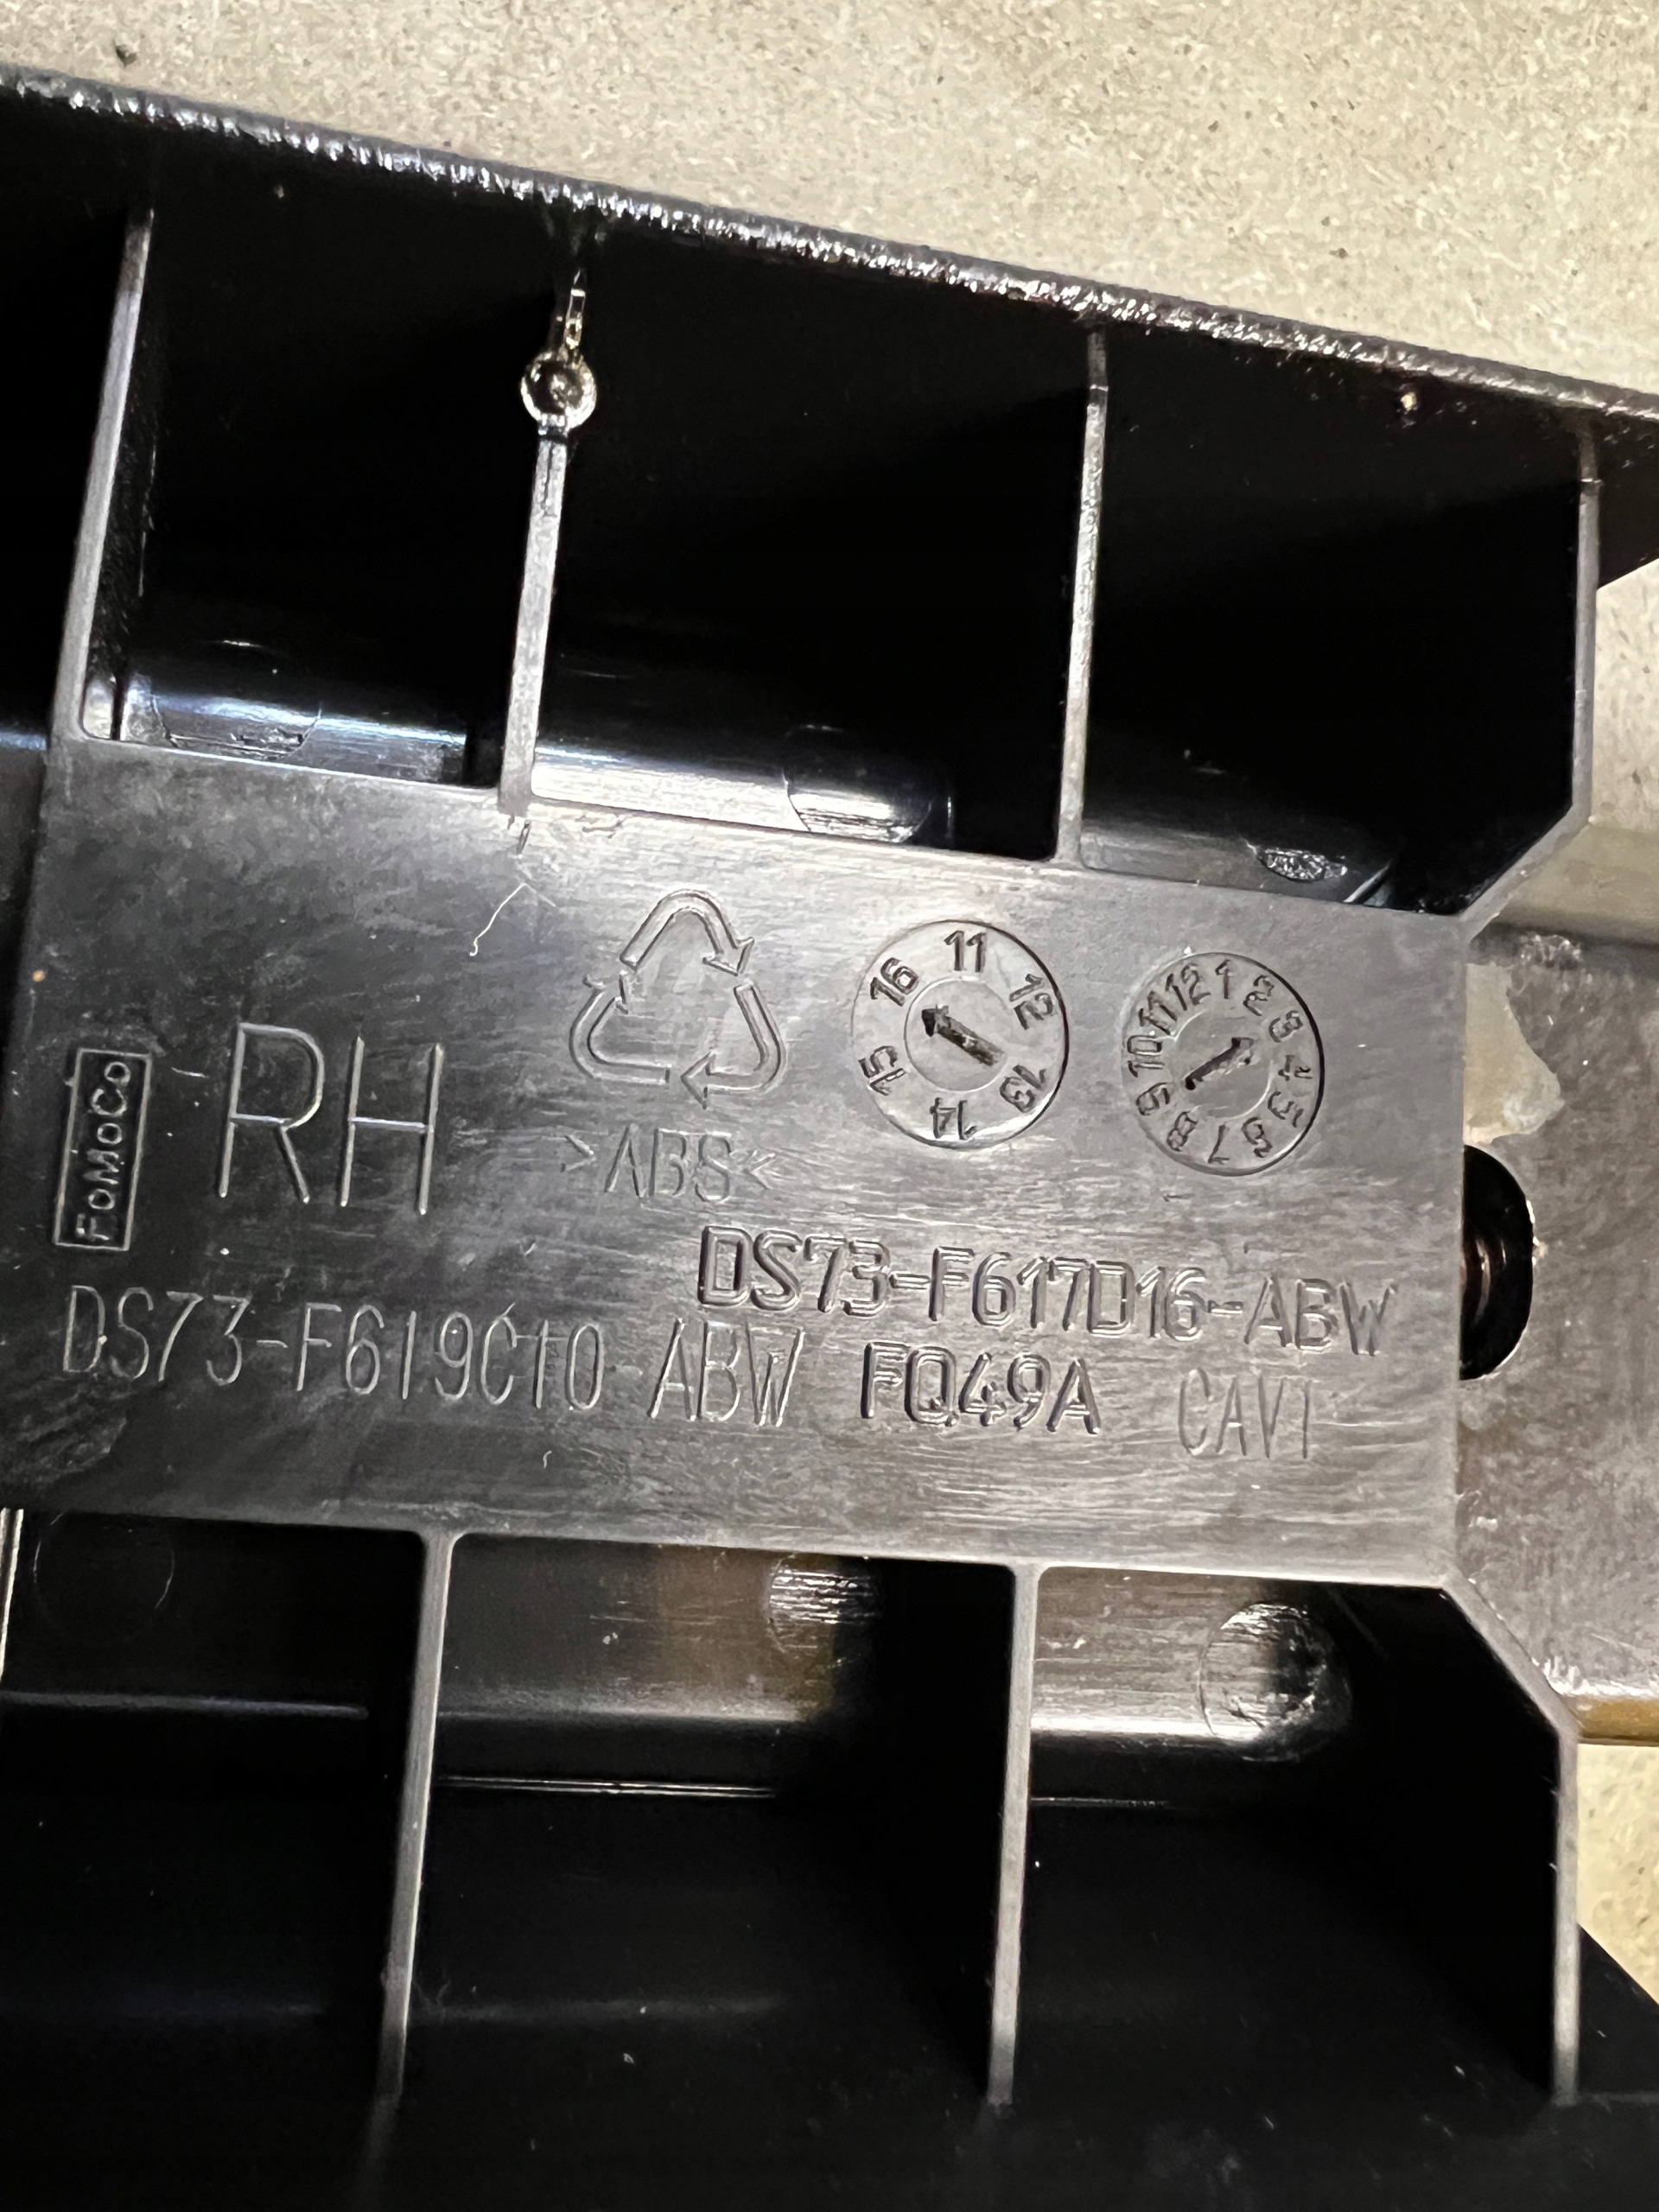 FoMoCo
RH
>ABS<
11 12 13 14 15 16
1 2 3 4 5 6 7 8 9 10 11 12
DS73-F617D16-ABW
DS73-F619C10 ABW FQ49A CAV1